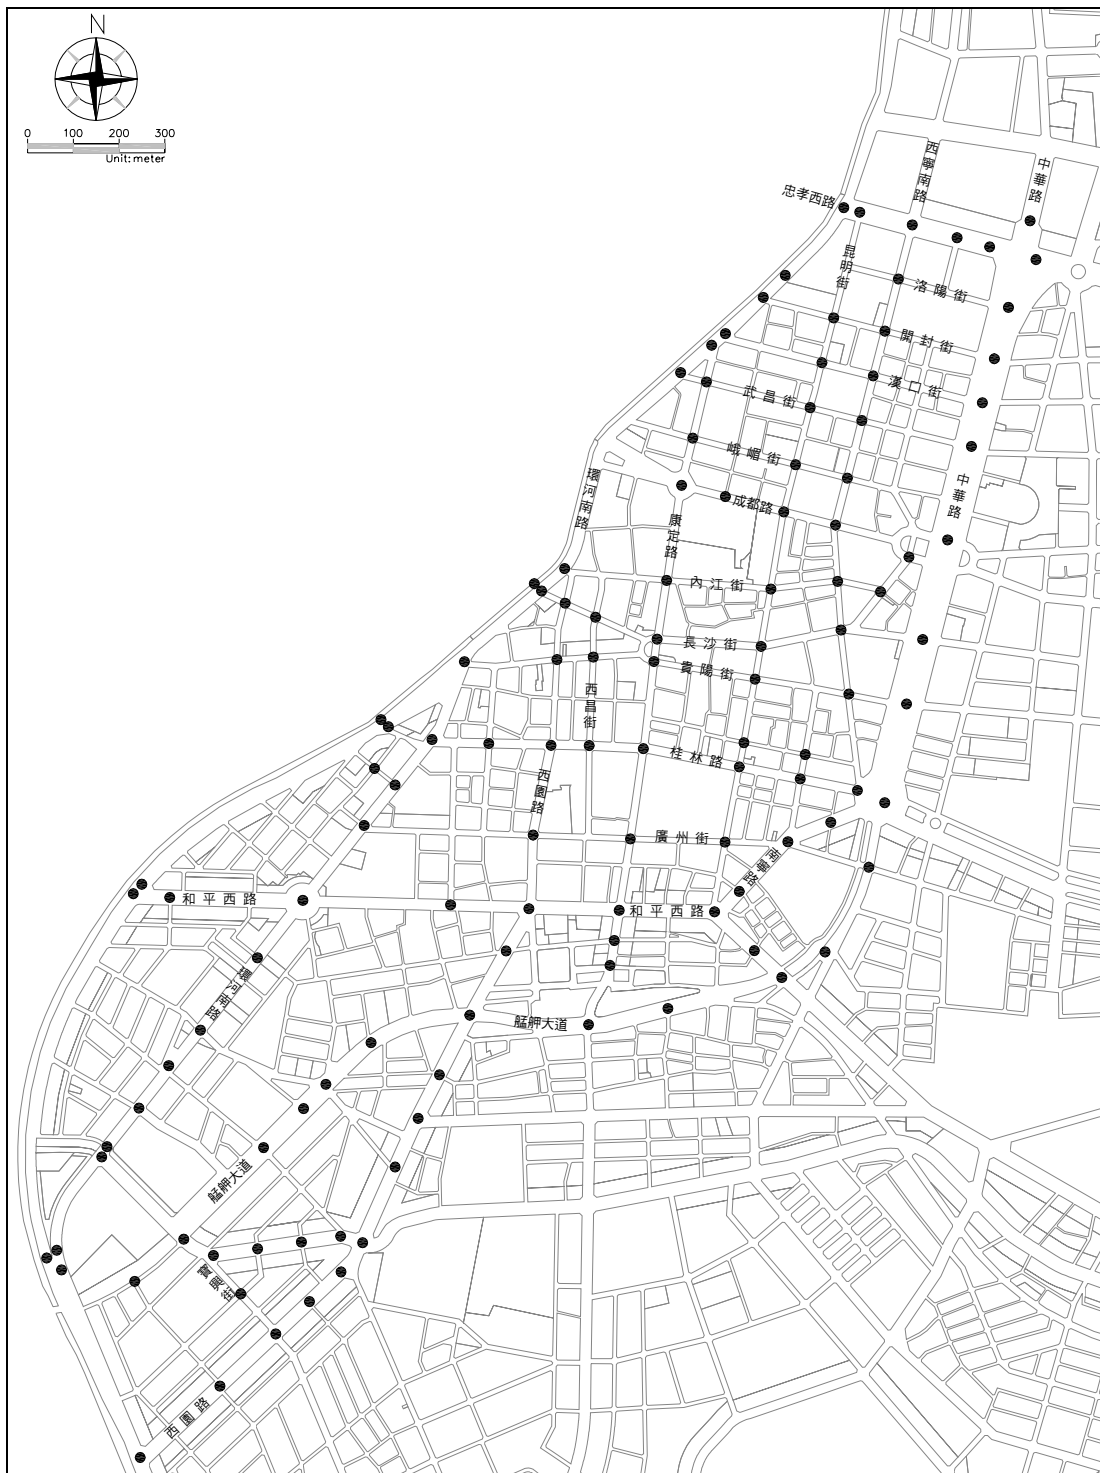 N
0 100 200 300
Unit: meter
西寧南路
中華路
忠孝西路
昆明街
洛陽街
開封街
漢口街
武昌街
峨嵋街
環河南路
成都路
中華路
康定路
內江街
長沙街
貴陽街
西昌街
桂林路
西園路
廣州街
南寧路
和平西路
和平西路
環河南路
艋舺大道
艋舺大道
寶興街
西園路